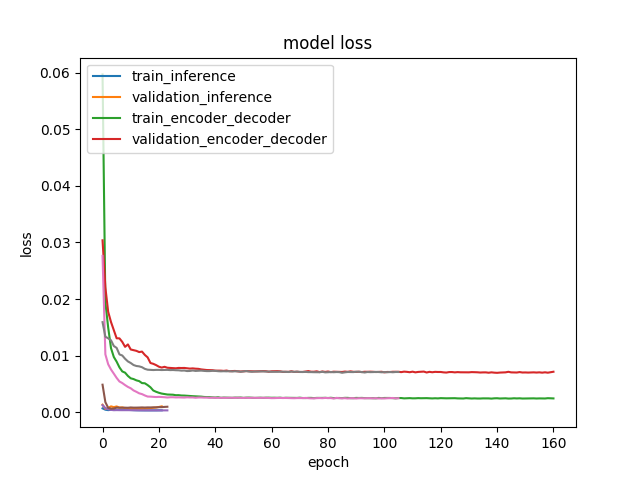 model loss
train_inference
validation_inference
train_encoder_decoder
validation_encoder_decoder
loss
0.06
0.05
0.04
0.03
0.02
0.01
0.00
0 20 40 60 80 100 120 140 160
epoch